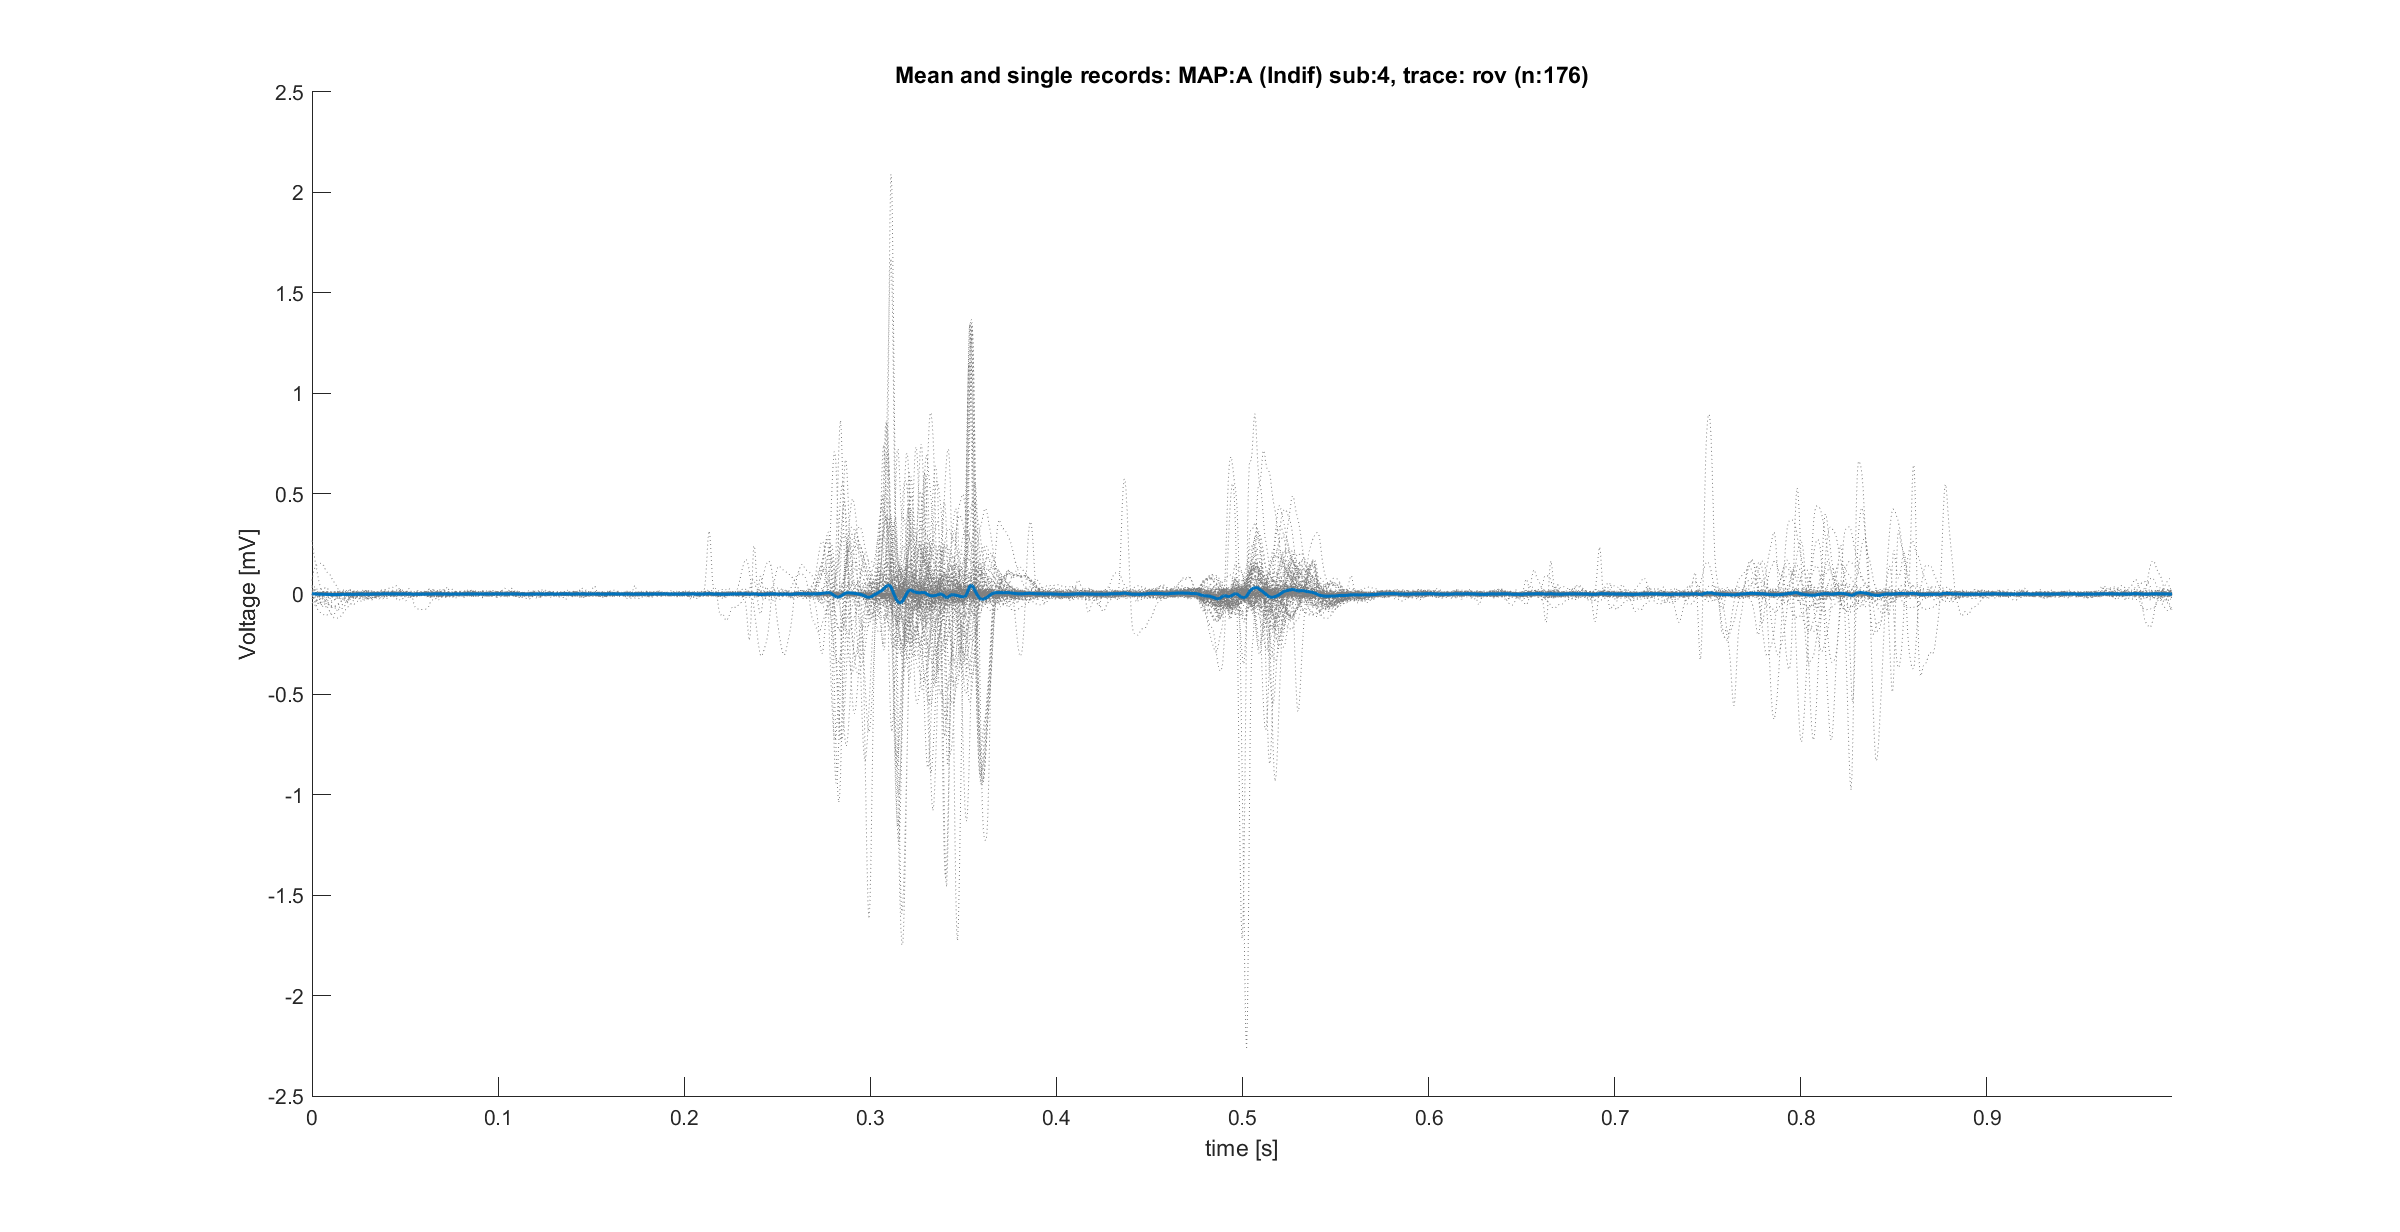 Mean and single records: MAP:A (Indif) sub:4, trace: rov (n:176)
2.5
2
1.5
1
0.5
0
-0.5
-1
-1.5
-2
-2.5
Voltage [mV]
0 0.1 0.2 0.3 0.4 0.5 0.6 0.7 0.8 0.9
time [s]